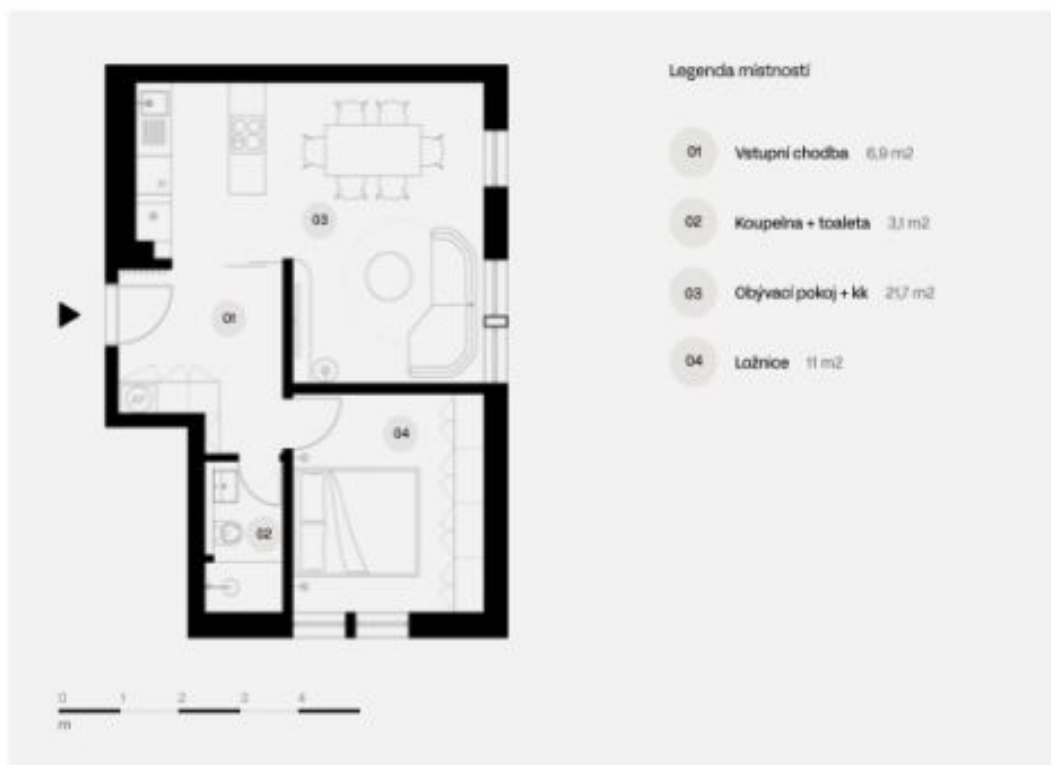 Legenda místností
01 Vstupní chodba 6,9 m2
02 Koupelna + toaleta 3,1 m2
03 Obývací pokoj + kk 21,7 m2
04 Ložnice 11 m2
03
01
04
02
0 1 2 3 4
m